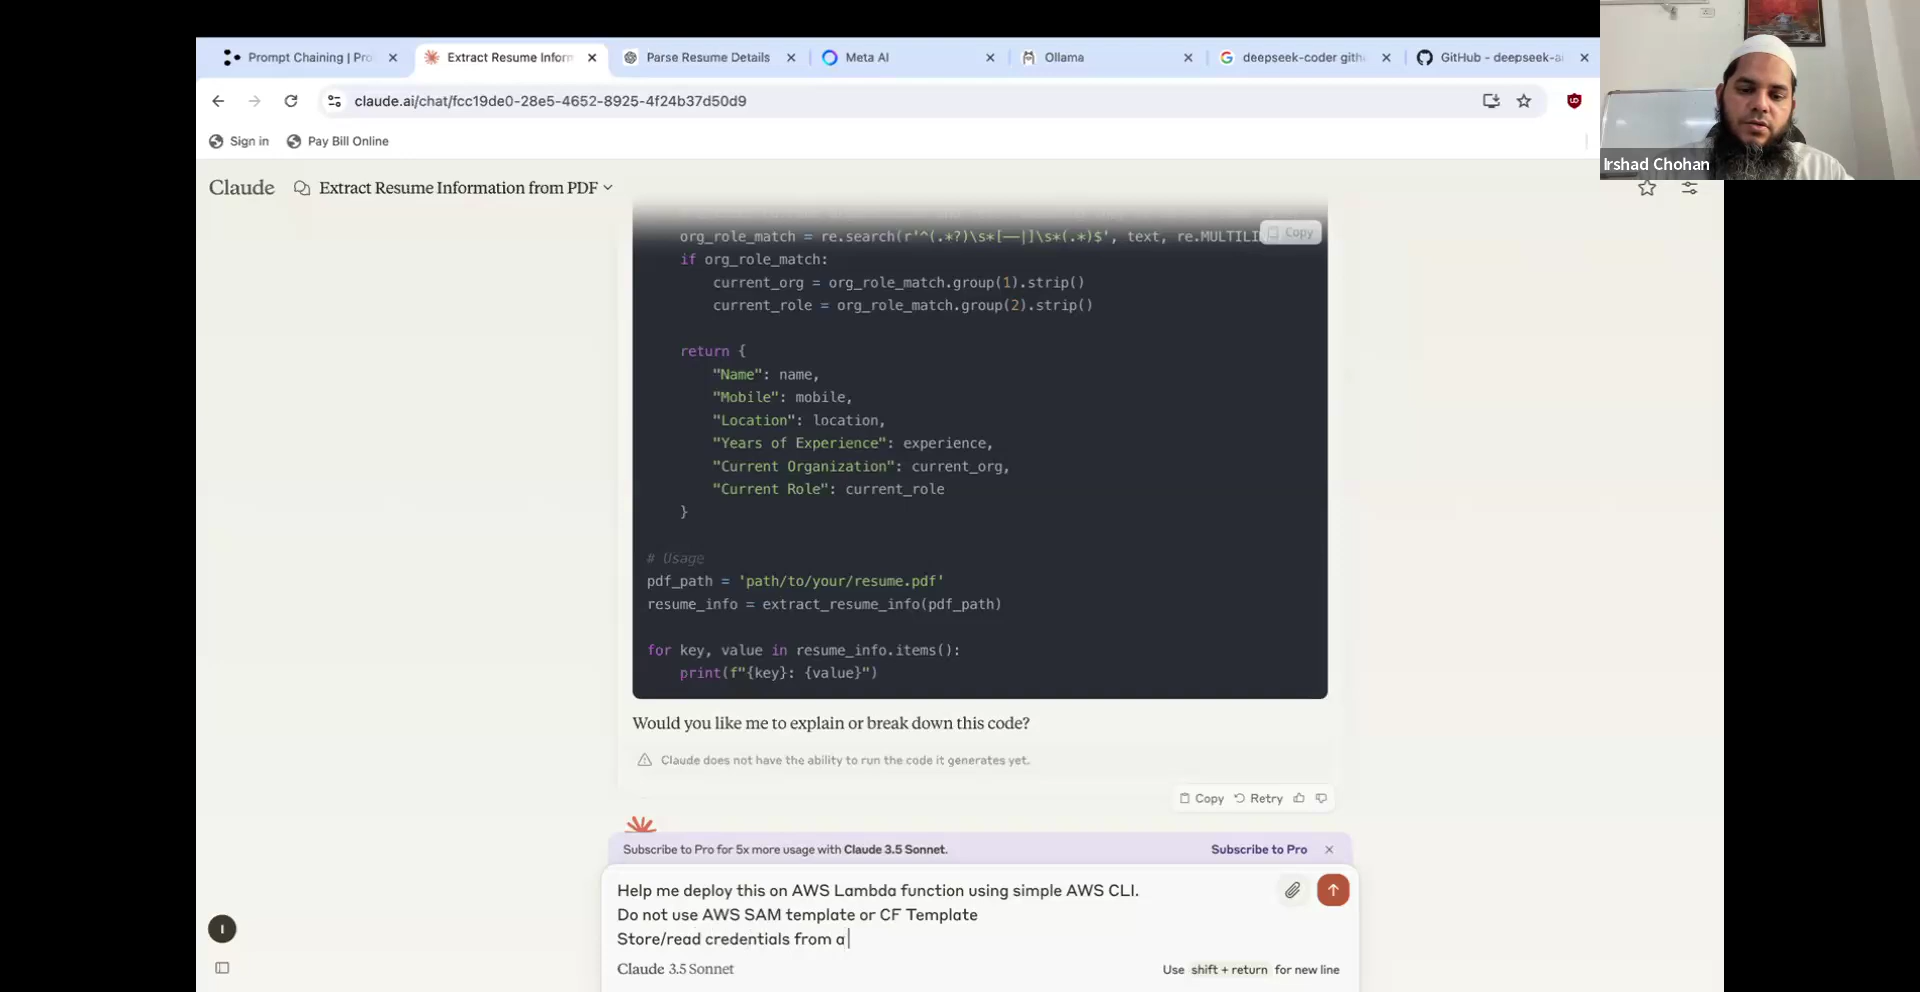 Prompt Chaining | Pro
Extract Resume Inform
Parse Resume Details
Meta AI
Ollama
deepseek-coder gith
GitHub - deepseek-ai
claude.ai/chat/fcc19de0-28e5-4652-8925-4f24b37d50d9
Sign in
Pay Bill Online
Irshad Chohan
Claude
Extract Resume Information from PDF
Copy
org_role_match = re.search(r'^(.*?)\s*[—–|]\s*(.*)$', text, re.MULTILI
if org_role_match:
current_org = org_role_match.group(1).strip()
current_role = org_role_match.group(2).strip()
return {
"Name": name,
"Mobile": mobile,
"Location": location,
"Years of Experience": experience,
"Current Organization": current_org,
"Current Role": current_role
}
# Usage
pdf_path = 'path/to/your/resume.pdf'
resume_info = extract_resume_info(pdf_path)
for key, value in resume_info.items():
print(f"{key}: {value}")
Would you like me to explain or break down this code?
Claude does not have the ability to run the code it generates yet.
Copy Retry
Subscribe to Pro for 5x more usage with Claude 3.5 Sonnet.
Subscribe to Pro
Help me deploy this on AWS Lambda function using simple AWS CLI.
Do not use AWS SAM template or CF Template
Store/read credentials from a
I
Claude 3.5 Sonnet
Use shift + return for new line